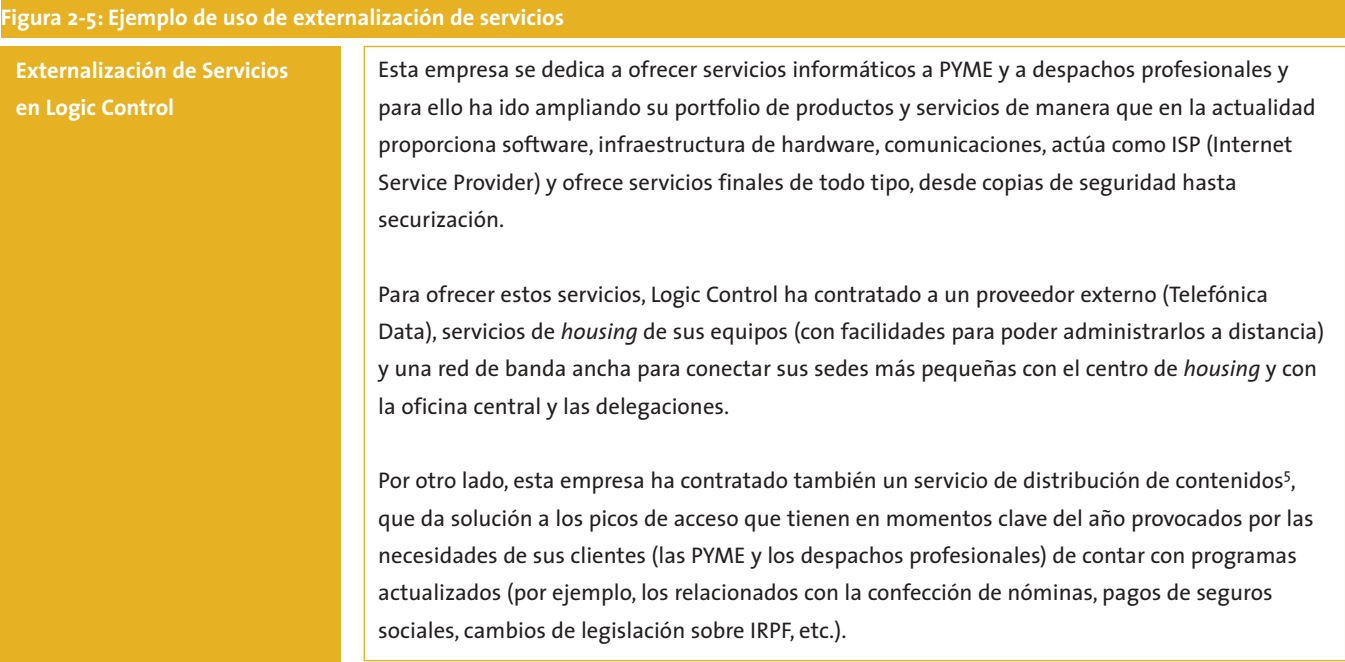 Figura 2-5: Ejemplo de uso de externalización de servicios
Externalización de Servicios
en Logic Control
Esta empresa se dedica a ofrecer servicios informáticos a PYME y a despachos profesionales y
para ello ha ido ampliando su portfolio de productos y servicios de manera que en la actualidad
proporciona software, infraestructura de hardware, comunicaciones, actúa como ISP (Internet
Service Provider) y ofrece servicios finales de todo tipo, desde copias de seguridad hasta
securización.
Para ofrecer estos servicios, Logic Control ha contratado a un proveedor externo (Telefónica
Data), servicios de housing de sus equipos (con facilidades para poder administrarlos a distancia)
y una red de banda ancha para conectar sus sedes más pequeñas con el centro de housing y con
la oficina central y las delegaciones.
Por otro lado, esta empresa ha contratado también un servicio de distribución de contenidos⁵,
que da solución a los picos de acceso que tienen en momentos clave del año provocados por las
necesidades de sus clientes (las PYME y los despachos profesionales) de contar con programas
actualizados (por ejemplo, los relacionados con la confección de nóminas, pagos de seguros
sociales, cambios de legislación sobre IRPF, etc.).